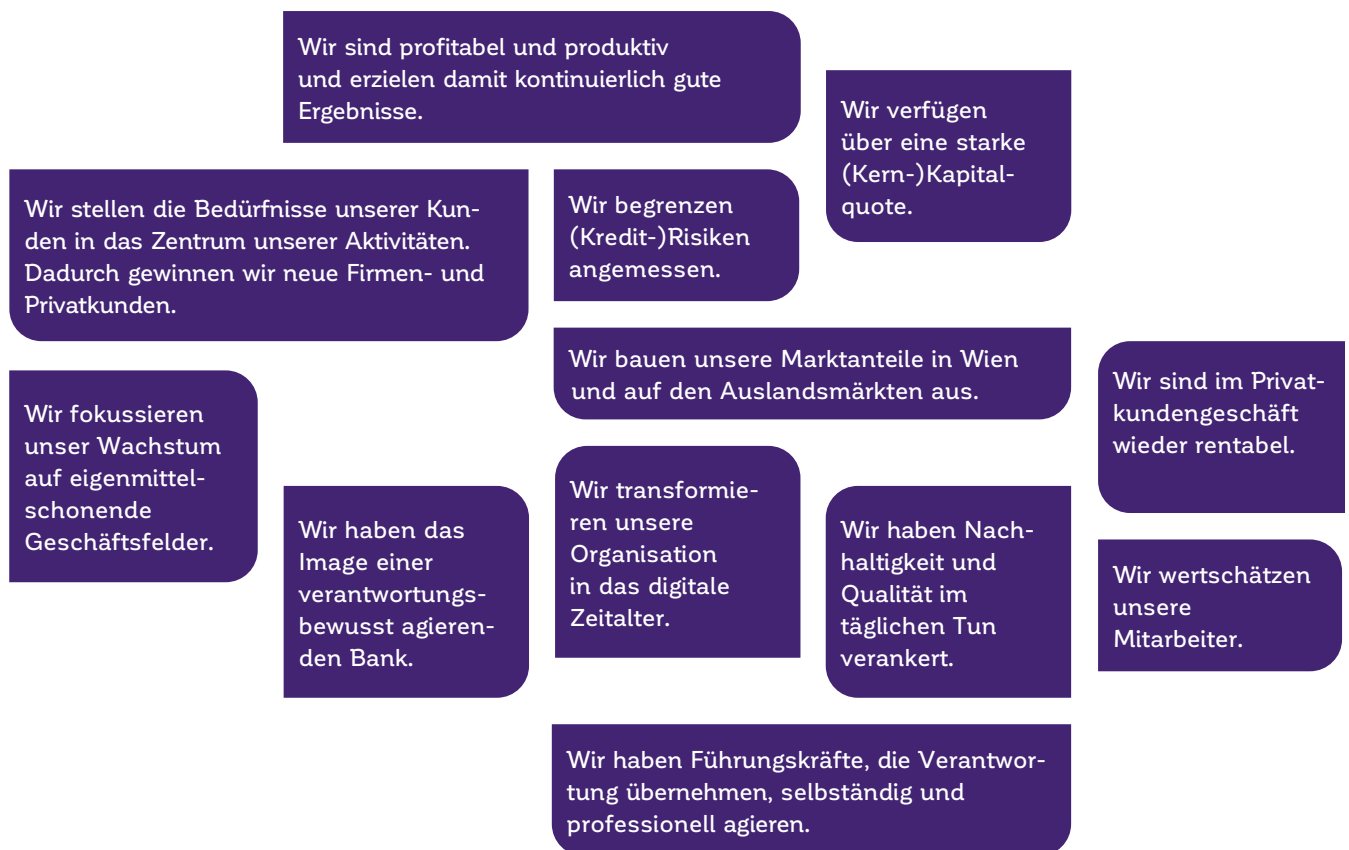 Wir sind profitabel und produktiv
und erzielen damit kontinuierlich gute
Ergebnisse.
Wir verfügen
über eine starke
(Kern-)Kapital-
quote.
Wir stellen die Bedürfnisse unserer Kun-
den in das Zentrum unserer Aktivitäten.
Dadurch gewinnen wir neue Firmen- und
Privatkunden.
Wir begrenzen
(Kredit-)Risiken
angemessen.
Wir bauen unsere Marktanteile in Wien
und auf den Auslandsmärkten aus.
Wir sind im Privat-
kundengeschäft
wieder rentabel.
Wir fokussieren
unser Wachstum
auf eigenmittel-
schonende
Geschäftsfelder.
Wir haben das
Image einer
verantwortungs-
bewusst agieren-
den Bank.
Wir transformie-
ren unsere
Organisation
in das digitale
Zeitalter.
Wir haben Nach-
haltigkeit und
Qualität im
täglichen Tun
verankert.
Wir wertschätzen
unsere
Mitarbeiter.
Wir haben Führungskräfte, die Verantwor-
tung übernehmen, selbständig und
professionell agieren.